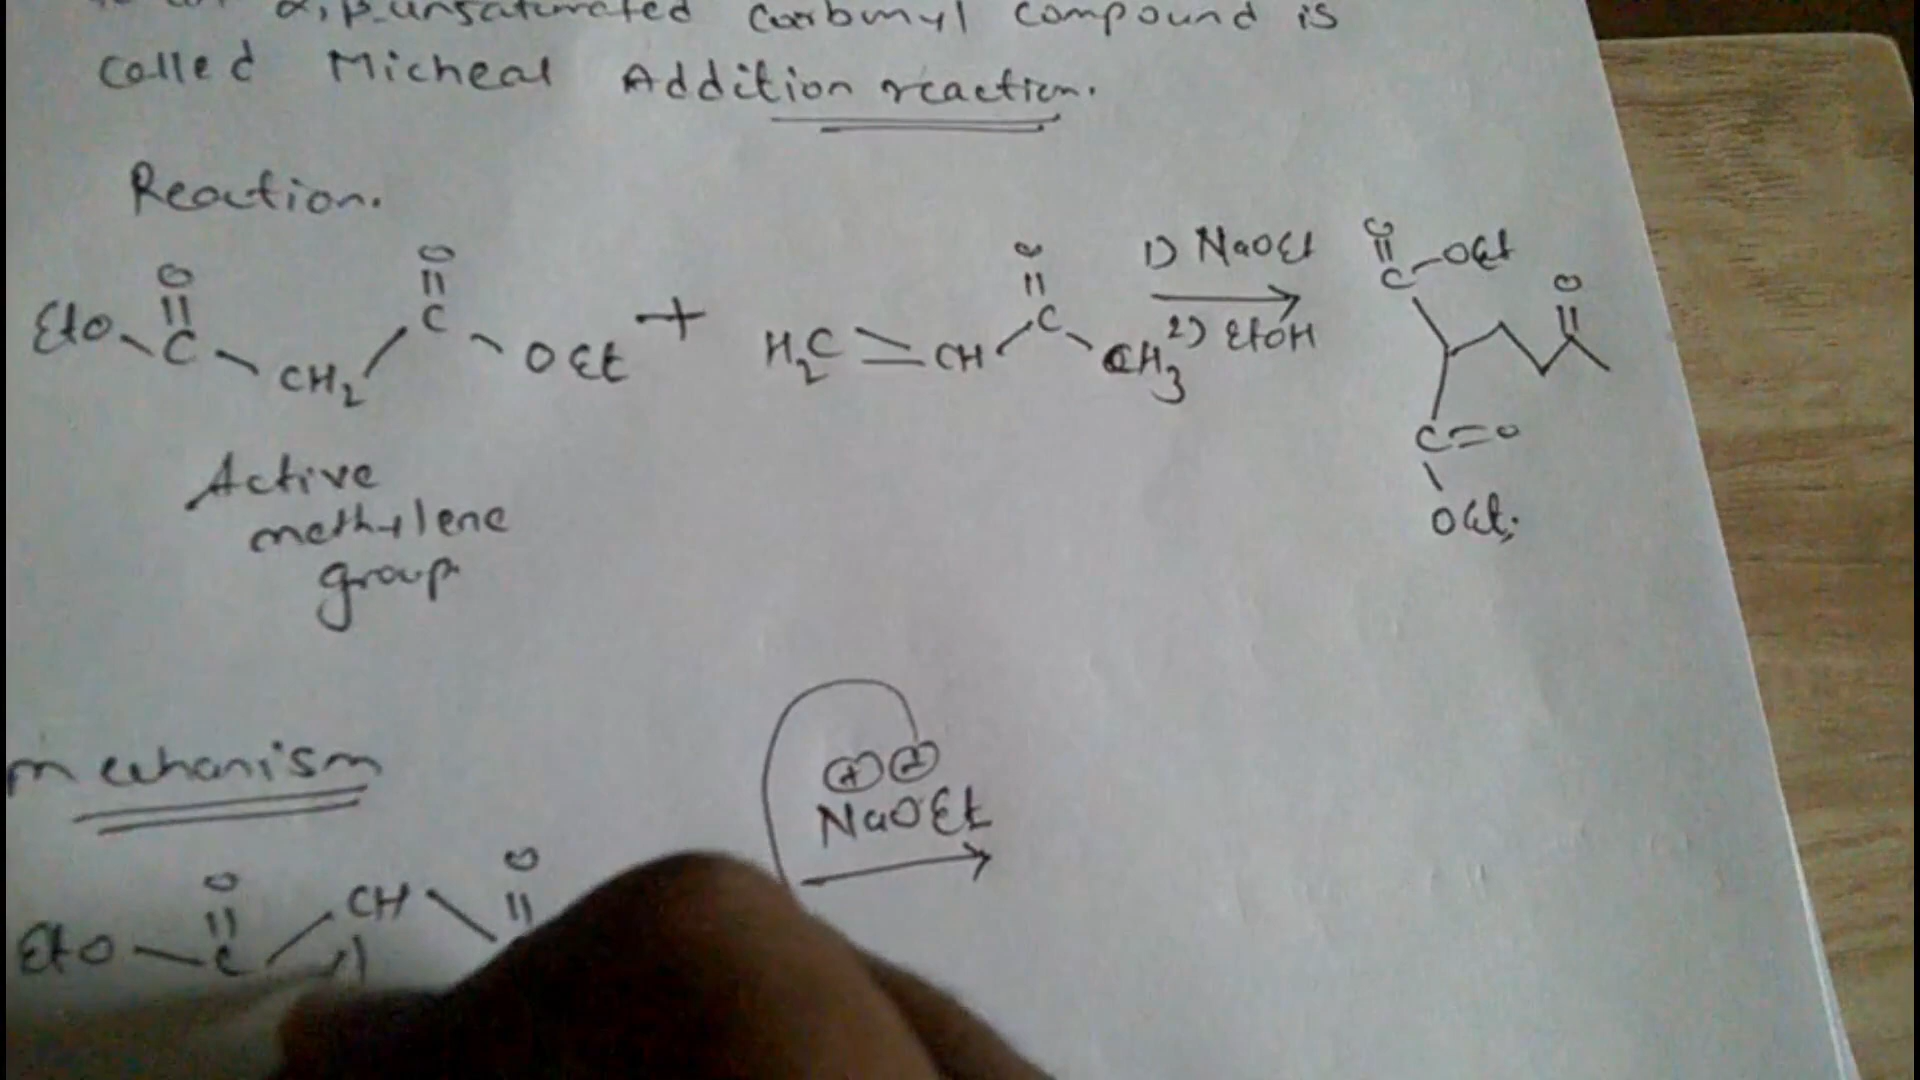 α,β-unsaturated carbonyl compound is
called Micheal Addition reaction.
Reaction.
O O O 1) NaOEt O
EtO C CH2 C OEt + H2C = CH C CH3 2) EtOH C OEt O
C=O
OEt;
Active
methylene
group
mechanism
NaOEt
O CH O
EtO C